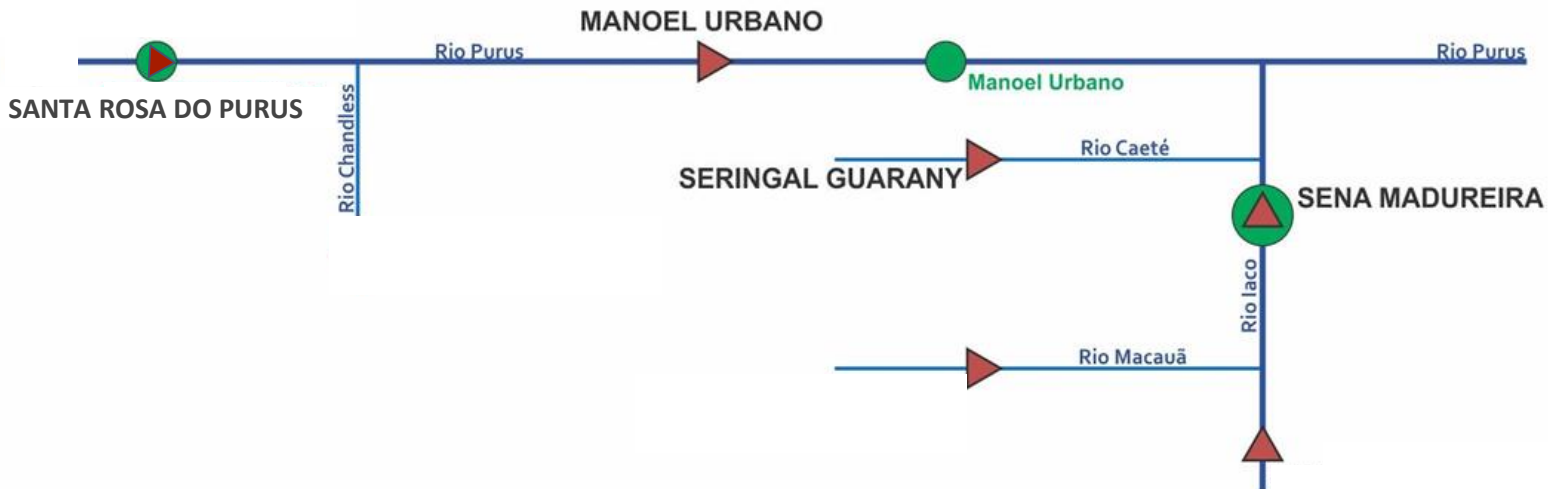 MANOEL URBANO
Rio Purus
Rio Purus
Manoel Urbano
SANTA ROSA DO PURUS
Rio Chandless
Rio Caeté
SERINGAL GUARANY
SENA MADUREIRA
Rio Iaco
Rio Macauã